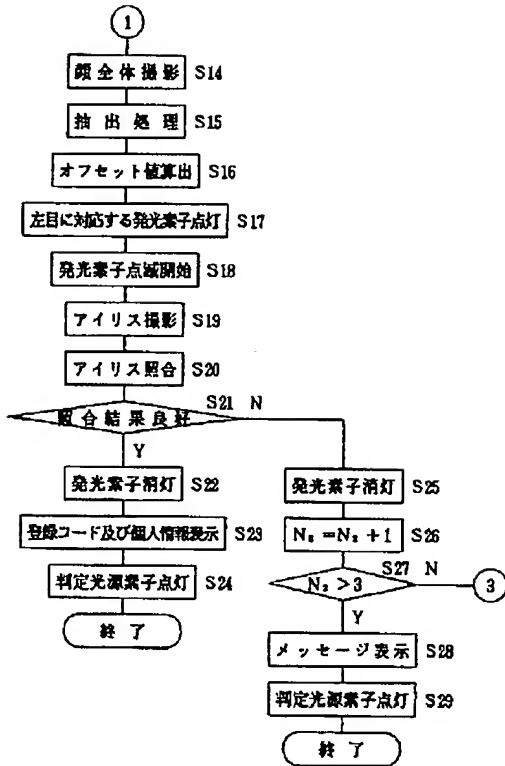 1
顔全体撮影 S14
抽出処理 S15
オフセット値算出 S16
左目に対応する発光素子点灯 S17
発光素子点滅開始 S18
アイリス撮影 S19
アイリス照合 S20
S21 N
照合結果良好
Y
発光素子消灯 S22
登録コード及び個人情報表示 S23
判定光源素子点灯 S24
終了
発光素子消灯 S25
N₂=N₂+1 S26
S27 N
N₂>3
3
Y
メッセージ表示 S28
判定光源素子点灯 S29
終了